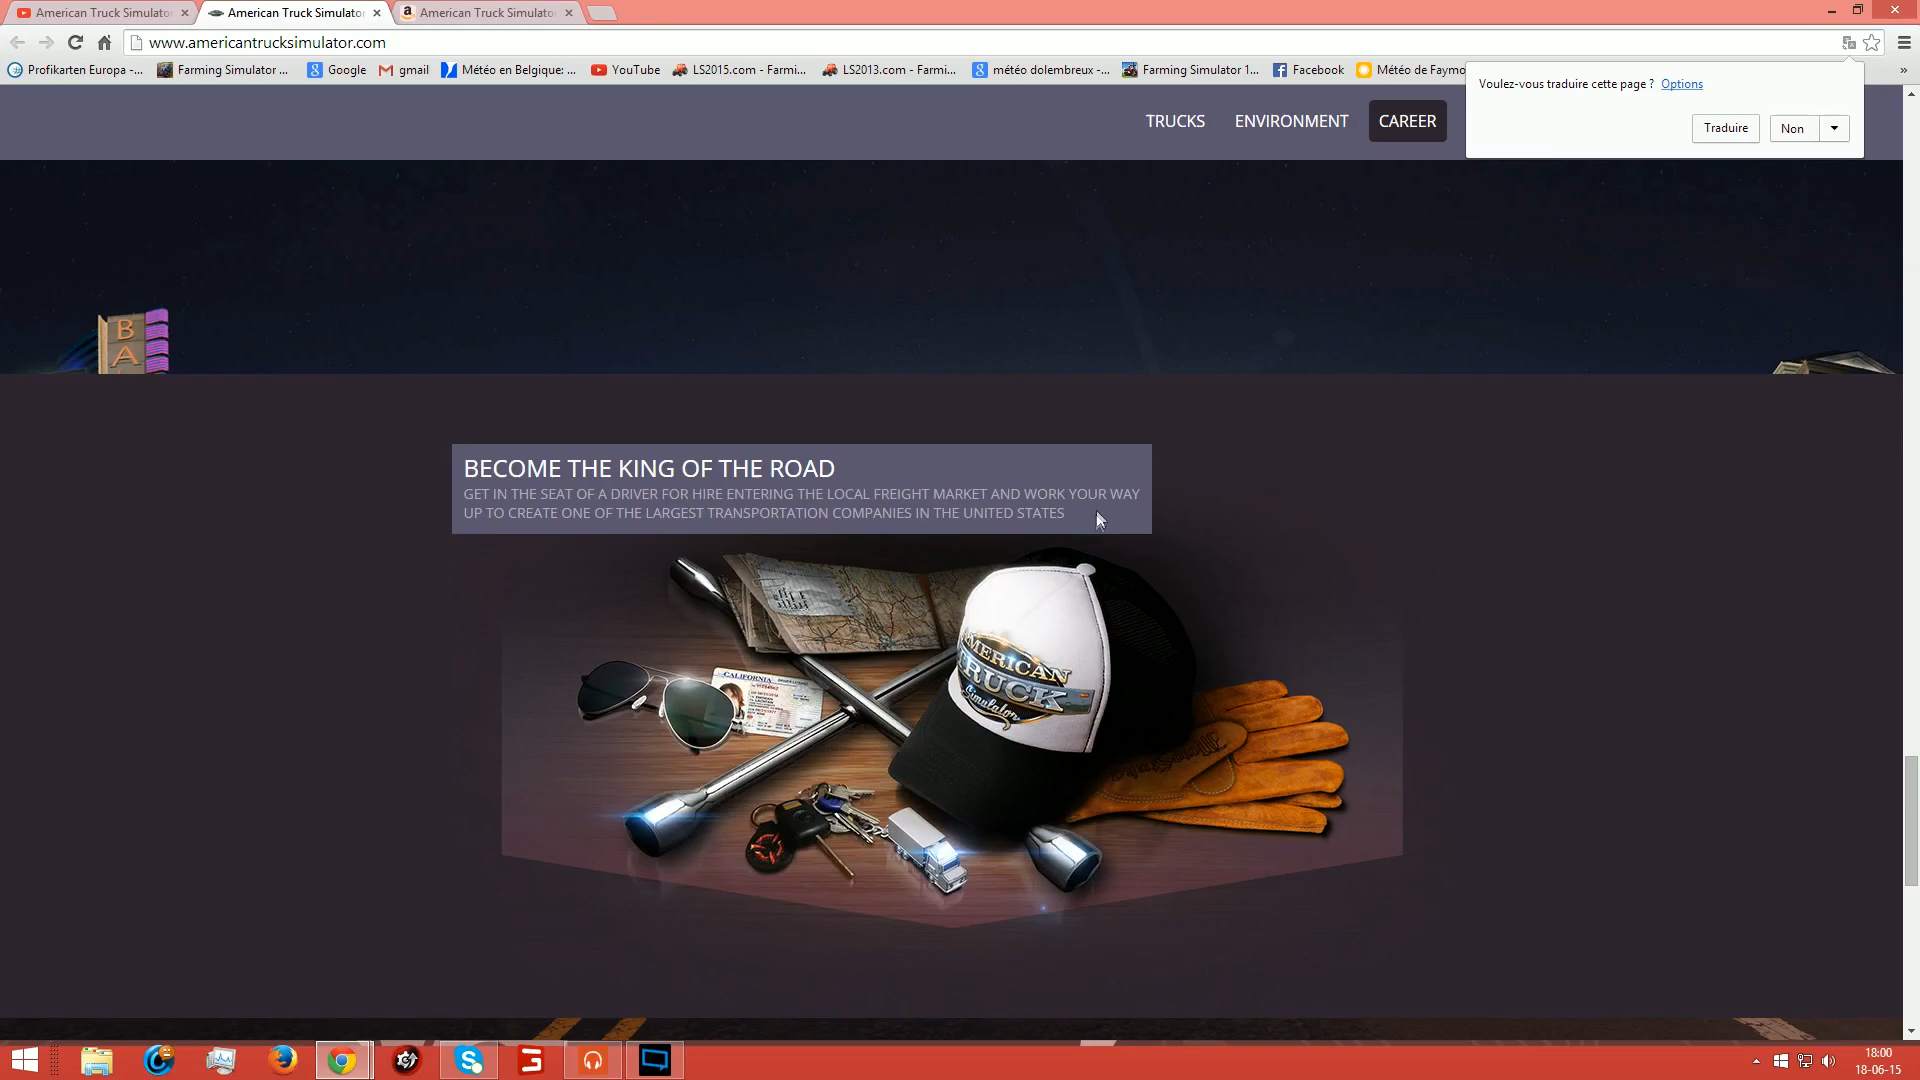 American Truck Simulator
American Truck Simulator
American Truck Simulator
www.americantrucksimulator.com
Profikarten Europa -...
Farming Simulator ...
Google
gmail
Météo en Belgique: ...
YouTube
LS2015.com - Farmi...
LS2013.com - Farmi...
météo dolembreux -...
Farming Simulator 1...
Facebook
Météo de Faymo
»
Voulez-vous traduire cette page ? Options
Traduire
Non
TRUCKS
ENVIRONMENT
CAREER
BA
BECOME THE KING OF THE ROAD
GET IN THE SEAT OF A DRIVER FOR HIRE ENTERING THE LOCAL FREIGHT MARKET AND WORK YOUR WAY
UP TO CREATE ONE OF THE LARGEST TRANSPORTATION COMPANIES IN THE UNITED STATES
CALIFORNIA
AMERICAN
TRUCK
Simulator
18:00
18-06-15